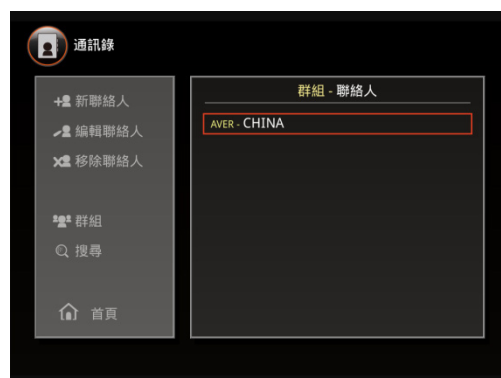 通訊錄
新聯絡人
編輯聯絡人
移除聯絡人
群組
搜尋
首頁
群組 - 聯絡人
AVER - CHINA